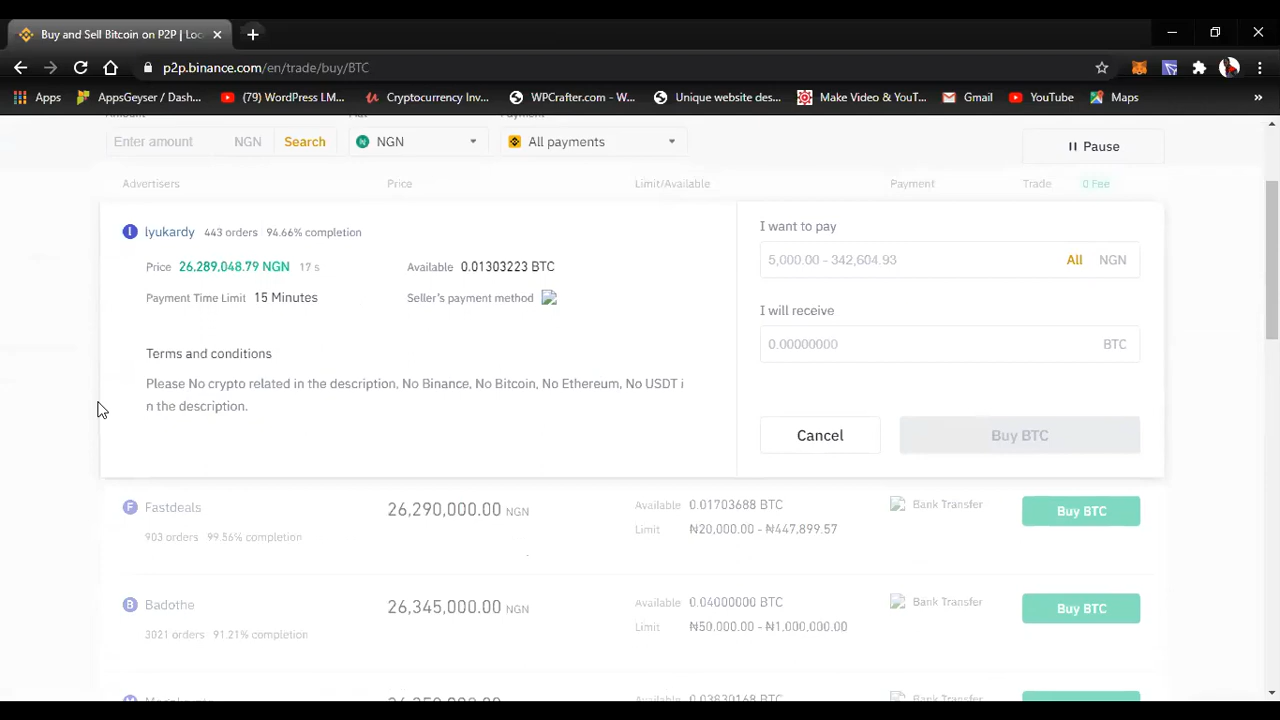 Buy and Sell Bitcoin on P2P | Loc
p2p.binance.com/en/trade/buy/BTC
Apps AppsGeyser / Dash... (79) WordPress LM... Cryptocurrency Inv... WPCrafter.com - W... Unique website des... Make Video & YouT... Gmail YouTube Maps »
Enter amount NGN Search NGN All payments Pause
Advertisers Price Limit/Available Payment Trade 0 Fee
I lyukardy 443 orders 94.66% completion
Price 26,289,048.79 NGN 17 s Available 0.01303223 BTC
Payment Time Limit 15 Minutes Seller's payment method
Terms and conditions
Please No crypto related in the description, No Binance, No Bitcoin, No Ethereum, No USDT i
n the description.
I want to pay
5,000.00 - 342,604.93 All NGN
I will receive
0.00000000 BTC
Cancel Buy BTC
F Fastdeals 26,290,000.00 NGN Available 0.01703688 BTC Bank Transfer Buy BTC
903 orders 99.56% completion Limit ₦20,000.00 - ₦447,899.57
B Badothe 26,345,000.00 NGN Available 0.04000000 BTC Bank Transfer Buy BTC
3021 orders 91.21% completion Limit ₦50,000.00 - ₦1,000,000.00